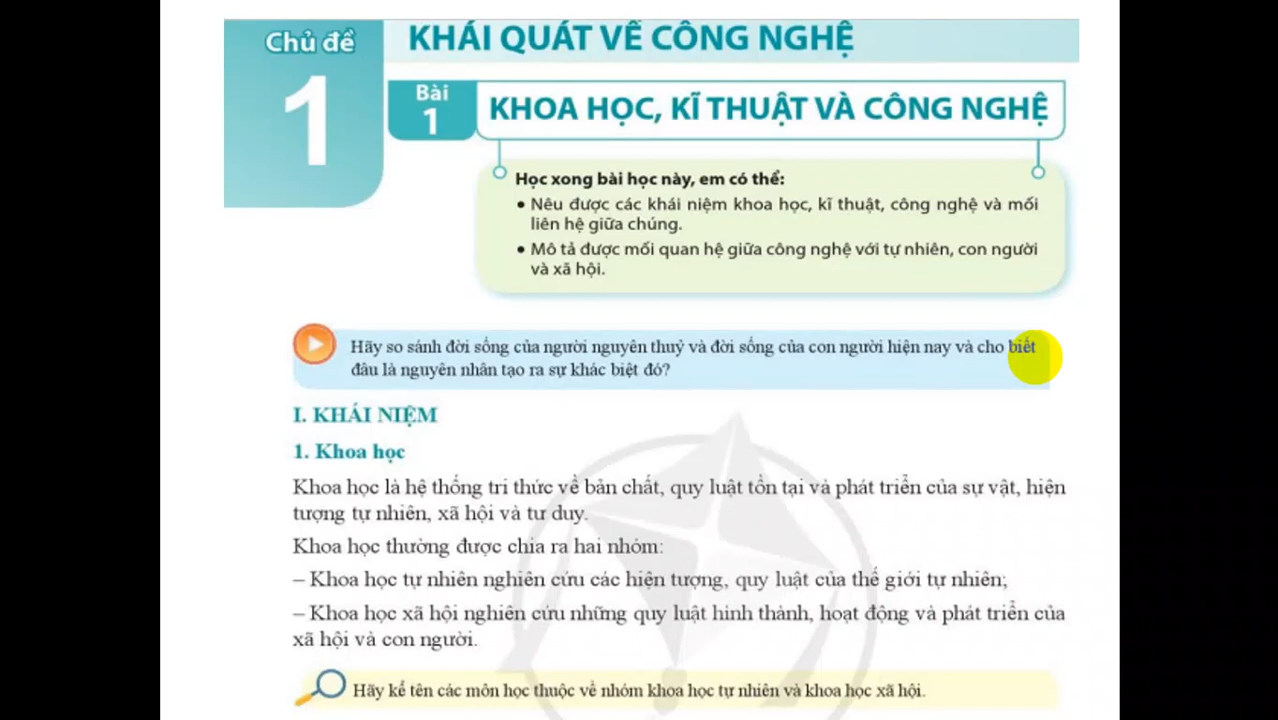 Chủ đề
1
KHÁI QUÁT VỀ CÔNG NGHỆ
Bài
1
KHOA HỌC, KĨ THUẬT VÀ CÔNG NGHỆ
Học xong bài học này, em có thể:
• Nêu được các khái niệm khoa học, kĩ thuật, công nghệ và mối
liên hệ giữa chúng.
• Mô tả được mối quan hệ giữa công nghệ với tự nhiên, con người
và xã hội.
Hãy so sánh đời sống của người nguyên thuỷ và đời sống của con người hiện nay và cho biết
đâu là nguyên nhân tạo ra sự khác biệt đó?
I. KHÁI NIỆM
1. Khoa học
Khoa học là hệ thống tri thức về bản chất, quy luật tồn tại và phát triển của sự vật, hiện
tượng tự nhiên, xã hội và tư duy.
Khoa học thường được chia ra hai nhóm:
– Khoa học tự nhiên nghiên cứu các hiện tượng, quy luật của thế giới tự nhiên;
– Khoa học xã hội nghiên cứu những quy luật hình thành, hoạt động và phát triển của
xã hội và con người.
Hãy kể tên các môn học thuộc về nhóm khoa học tự nhiên và khoa học xã hội.